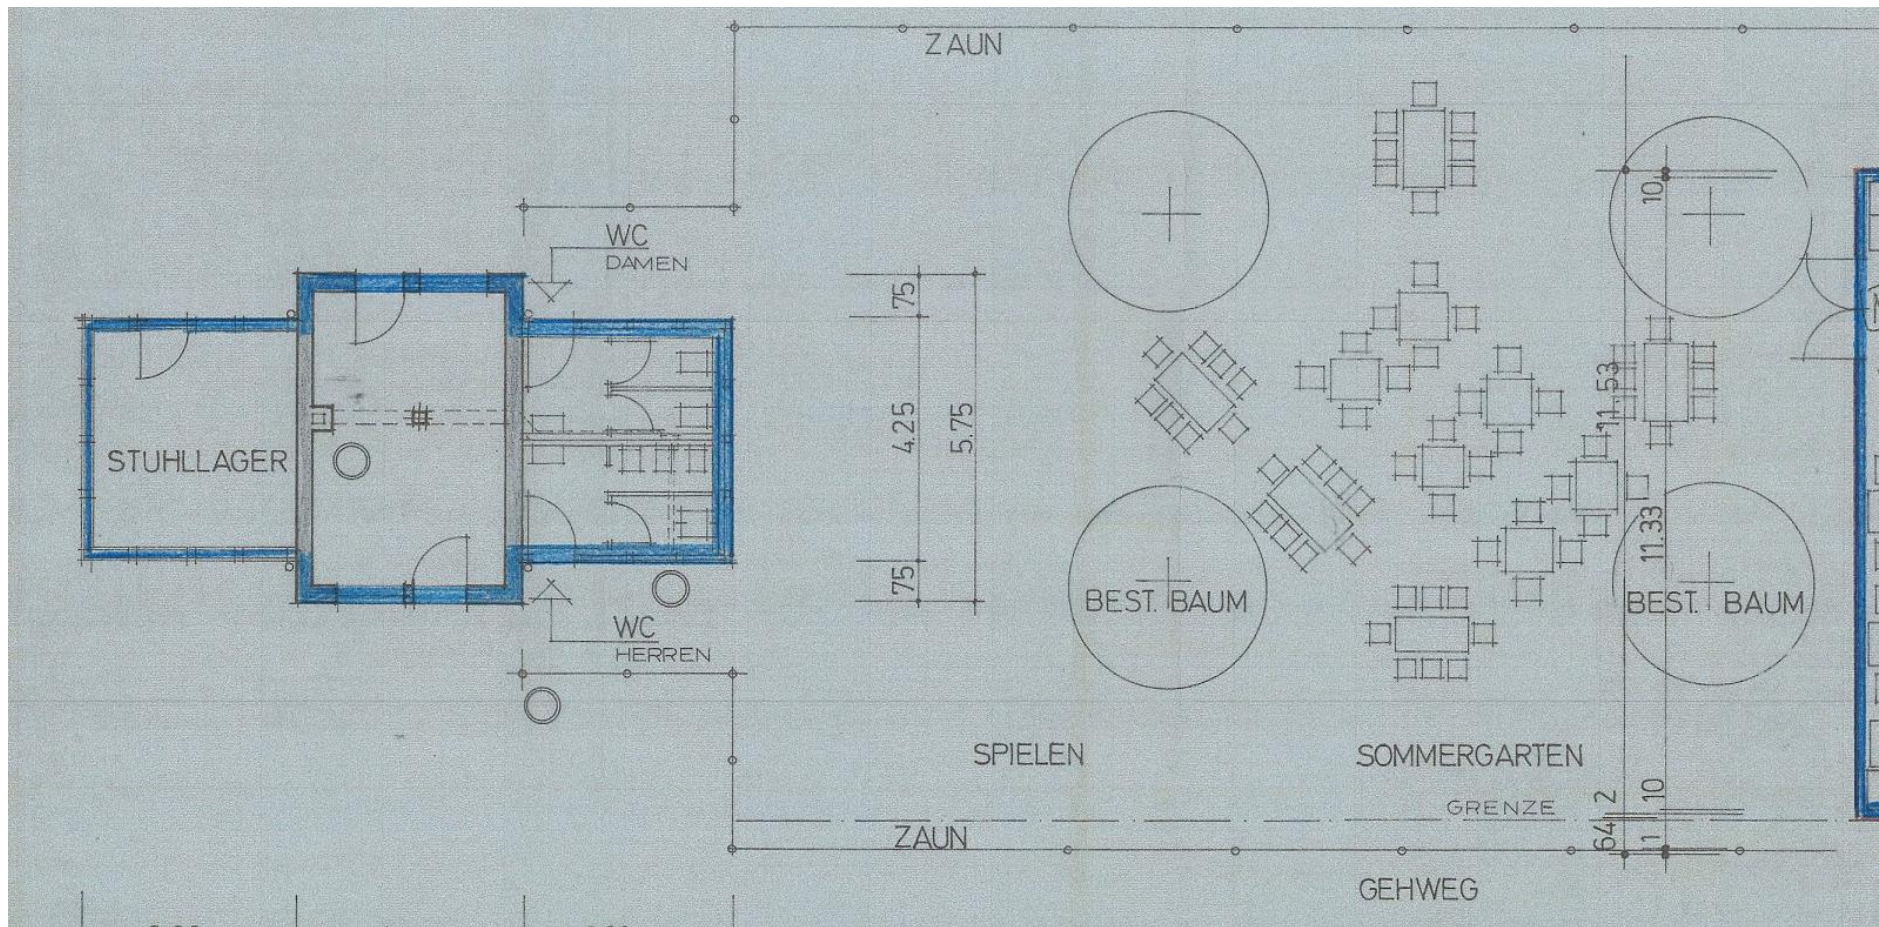 ZAUN
WC
DAMEN
10
75
4.25
5.75
11.53
STUHLLAGER
11.33
75
BEST. BAUM
BEST. BAUM
WC
HERREN
SPIELEN
SOMMERGARTEN
2
10
GRENZE
64
1
ZAUN
GEHWEG